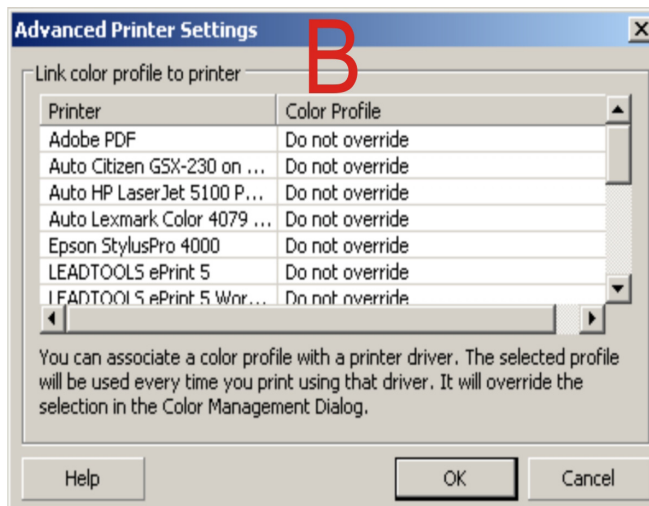 Advanced Printer Settings
B
Link color profile to printer
Printer Color Profile
Adobe PDF Do not override
Auto Citizen GSX-230 on ... Do not override
Auto HP LaserJet 5100 P... Do not override
Auto Lexmark Color 4079 ... Do not override
Epson StylusPro 4000 Do not override
LEADTOOLS ePrint 5 Do not override
LEADTOOLS ePrint 5 Wor... Do not override
You can associate a color profile with a printer driver. The selected profile
will be used every time you print using that driver. It will override the
selection in the Color Management Dialog.
Help OK Cancel